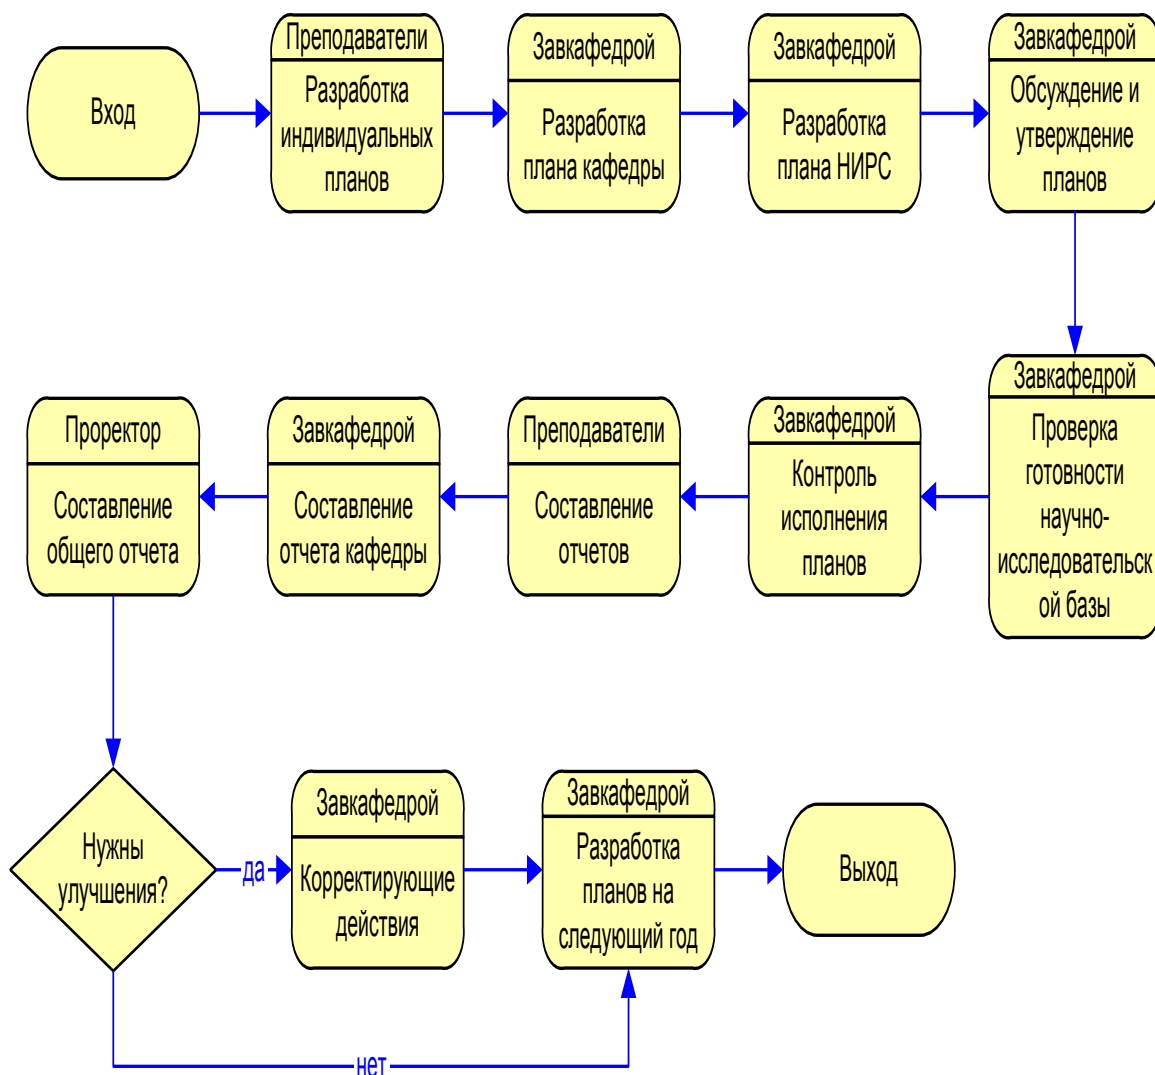 Вход
Преподаватели
Разработка
индивидуальных
планов
Завкафедрой
Разработка
плана кафедры
Завкафедрой
Разработка
плана НИРС
Завкафедрой
Обсуждение и
утверждение
планов
Завкафедрой
Проверка
готовности
научно-
исследовательск
ой базы
Завкафедрой
Контроль
исполнения
планов
Преподаватели
Составление
отчетов
Завкафедрой
Составление
отчета кафедры
Проректор
Составление
общего отчета
Нужны
улучшения?
да
Завкафедрой
Корректирующие
действия
Завкафедрой
Разработка
планов на
следующий год
Выход
нет